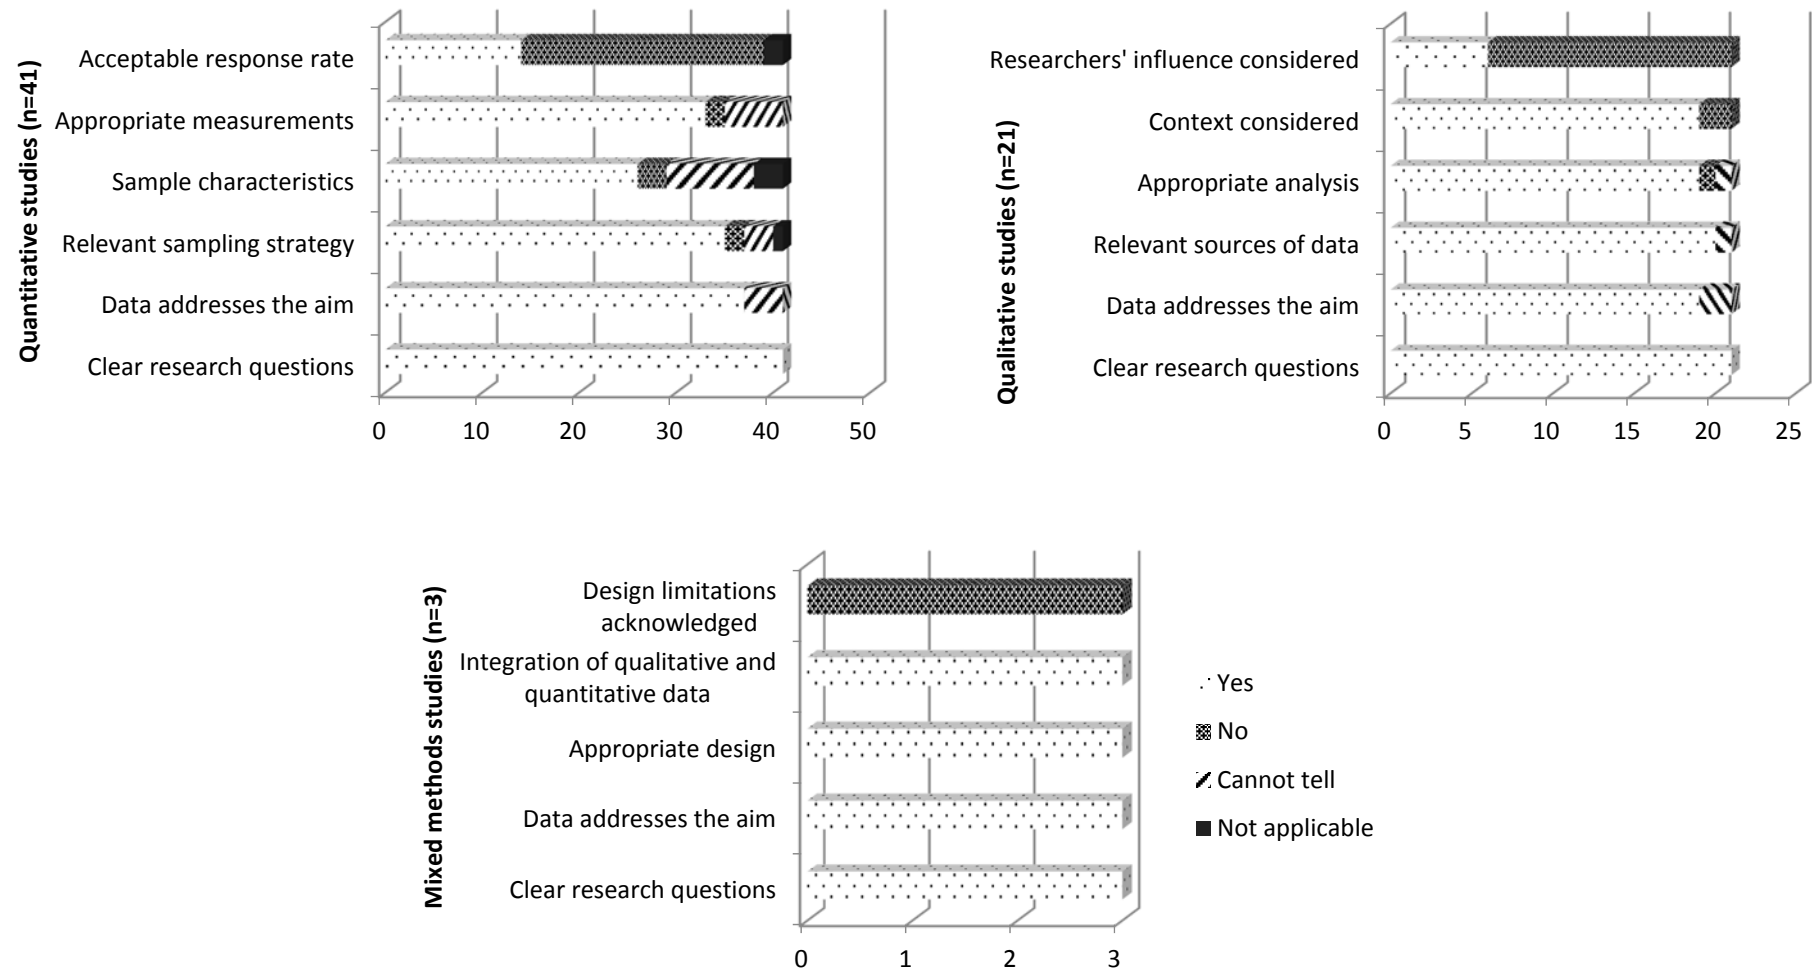 Quantitative studies (n=41)
Acceptable response rate
Appropriate measurements
Sample characteristics
Relevant sampling strategy
Data addresses the aim
Clear research questions
0 10 20 30 40 50
Qualitative studies (n=21)
Researchers' influence considered
Context considered
Appropriate analysis
Relevant sources of data
Data addresses the aim
Clear research questions
0 5 10 15 20 25
Mixed methods studies (n=3)
Design limitations
acknowledged
Integration of qualitative and
quantitative data
Appropriate design
Data addresses the aim
Clear research questions
0 1 2 3
Yes
No
Cannot tell
Not applicable